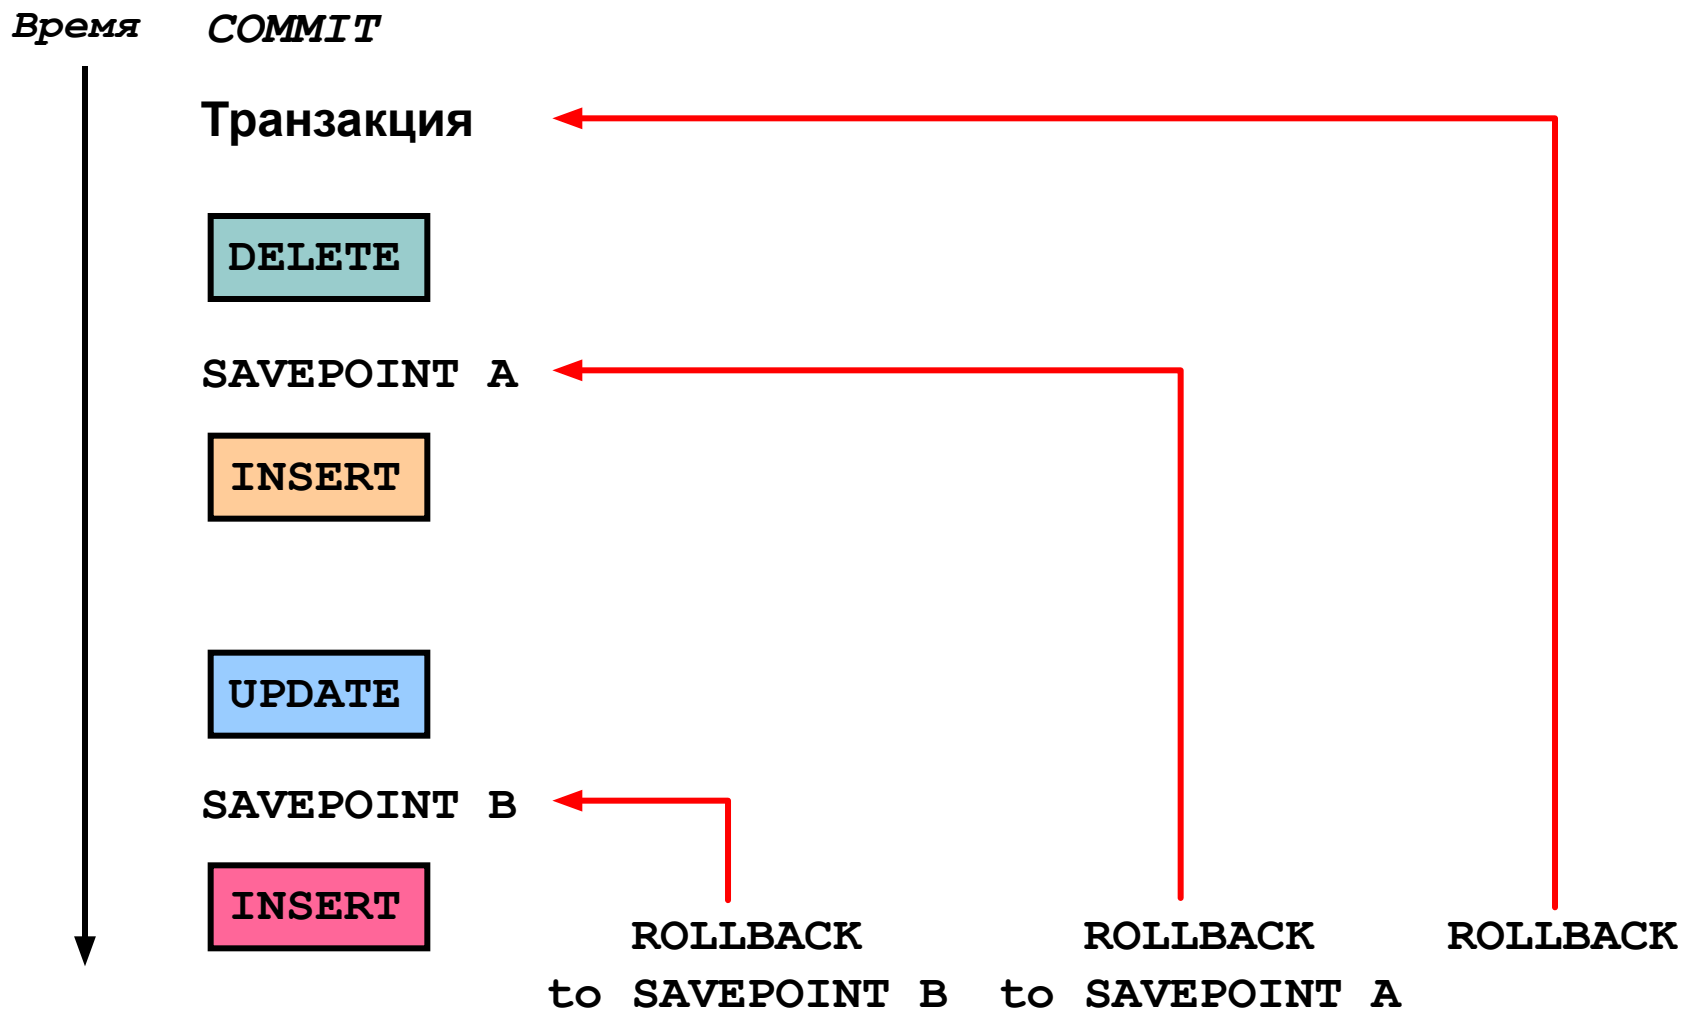 Время
COMMIT
Транзакция
DELETE
SAVEPOINT A
INSERT
UPDATE
SAVEPOINT B
INSERT
ROLLBACK
to SAVEPOINT B
ROLLBACK
to SAVEPOINT A
ROLLBACK